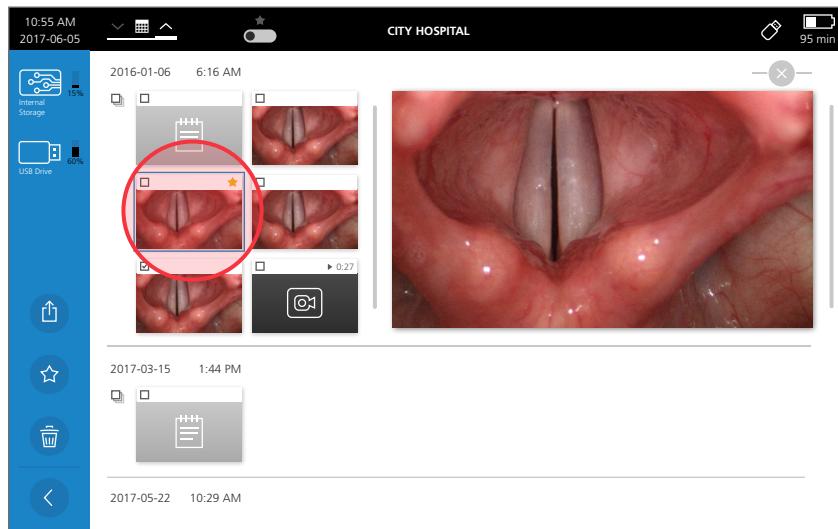 10:55 AM
2017-06-05
CITY HOSPITAL
95 min
Internal
Storage
15%
USB Drive
60%
2016-01-06 6:16 AM
0:27
2017-03-15 1:44 PM
2017-05-22 10:29 AM